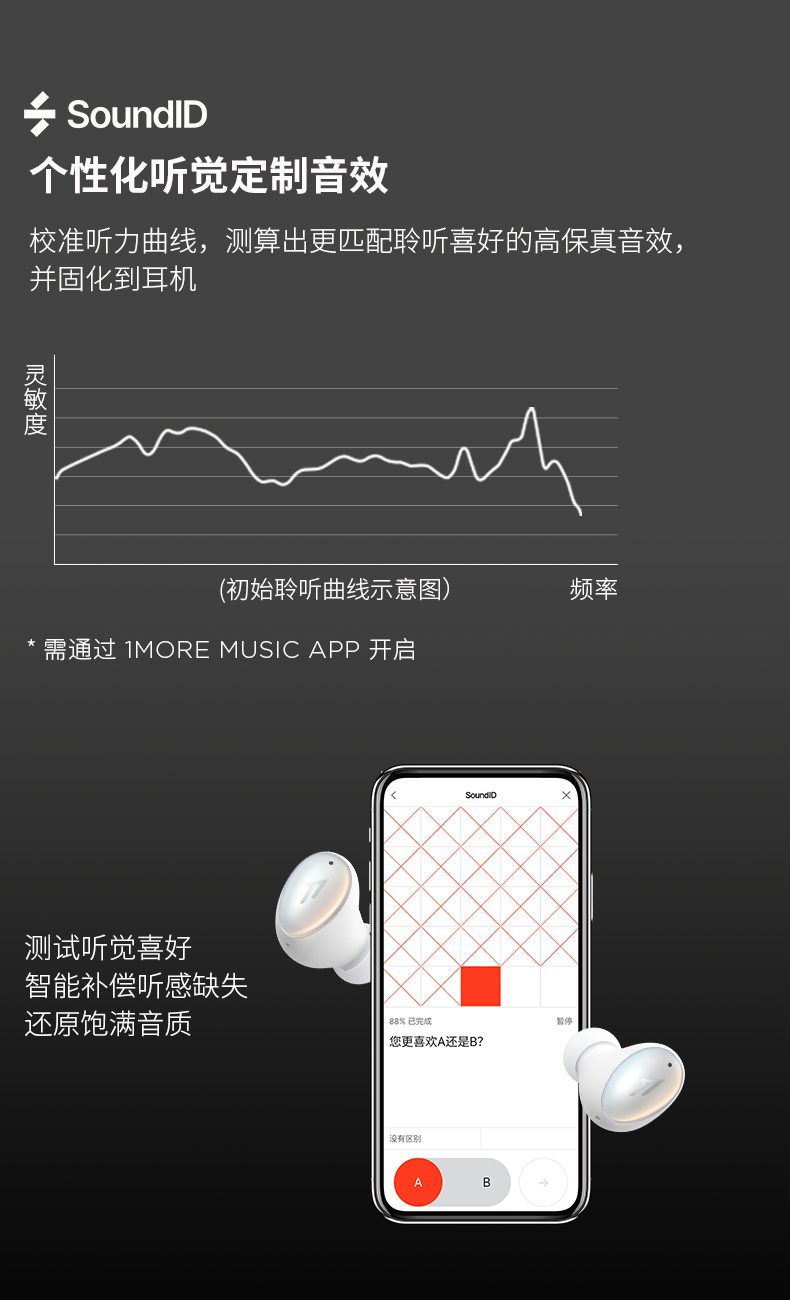 SoundID
个性化听觉定制音效
校准听力曲线，测算出更匹配聆听喜好的高保真音效，
并固化到耳机
灵敏度
(初始聆听曲线示意图）
频率
* 需通过 1MORE MUSIC APP 开启
SoundID
测试听觉喜好
智能补偿听感缺失
还原饱满音质
88% 已完成
暂停
您更喜欢A还是B?
没有区别
A
B